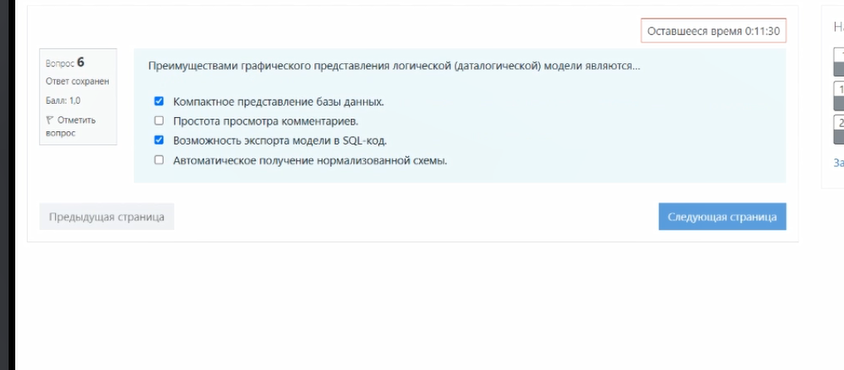 Оставшееся время 0:11:30
Вопрос 6
Ответ сохранен
Балл: 1,0
Отметить
вопрос
Преимуществами графического представления логической (даталогической) модели являются...
Компактное представление базы данных.
Простота просмотра комментариев.
Возможность экспорта модели в SQL-код.
Автоматическое получение нормализованной схемы.
Предыдущая страница
Следующая страница